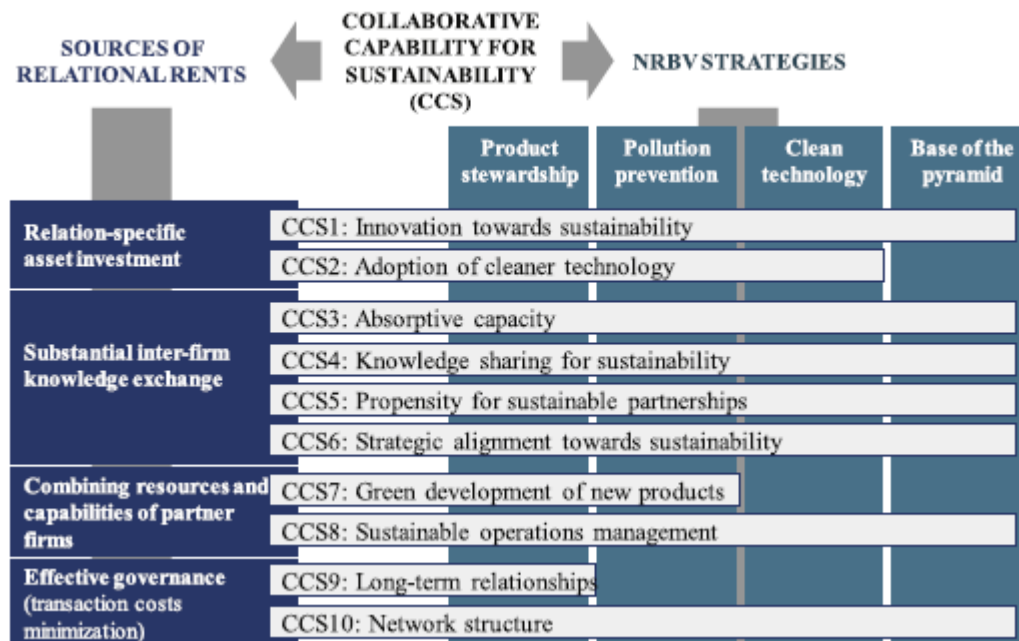 COLLABORATIVE
CAPABILITY FOR
SUSTAINABILITY
(CCS)
SOURCES OF
RELATIONAL RENTS
NRBV STRATEGIES
Product
stewardship
Pollution
prevention
Clean
technology
Base of the
pyramid
Relation-specific
asset investment
CCS1: Innovation towards sustainability
CCS2: Adoption of cleaner technology
Substantial inter-firm
knowledge exchange
CCS3: Absorptive capacity
CCS4: Knowledge sharing for sustainability
CCS5: Propensity for sustainable partnerships
CCS6: Strategic alignment towards sustainability
Combining resources and
capabilities of partner
firms
CCS7: Green development of new products
CCS8: Sustainable operations management
Effective governance
(transaction costs
minimization)
CCS9: Long-term relationships
CCS10: Network structure